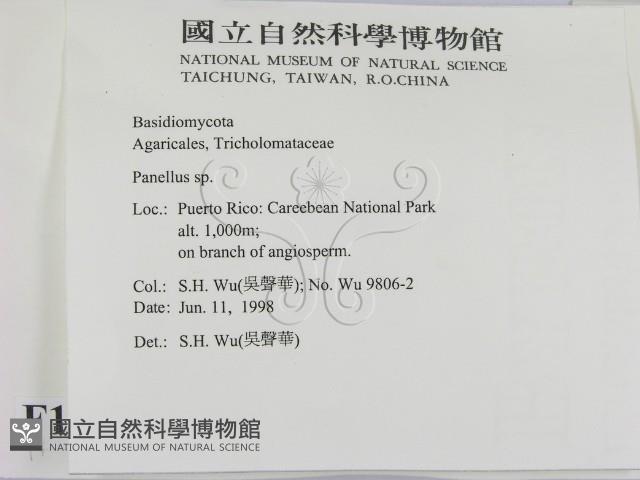 國立自然科學博物館
NATIONAL MUSEUM OF NATURAL SCIENCE
TAICHUNG, TAIWAN, R.O.CHINA
Basidiomycota
Agaricales, Tricholomataceae
Panellus sp.
Loc.: Puerto Rico: Careebean National Park
alt. 1,000m;
on branch of angiosperm.
Col.: S.H. Wu(吳聲華); No. Wu 9806-2
Date: Jun. 11, 1998
Det.: S.H. Wu(吳聲華)
國立自然科學博物館
NATIONAL MUSEUM OF NATURAL SCIENCE